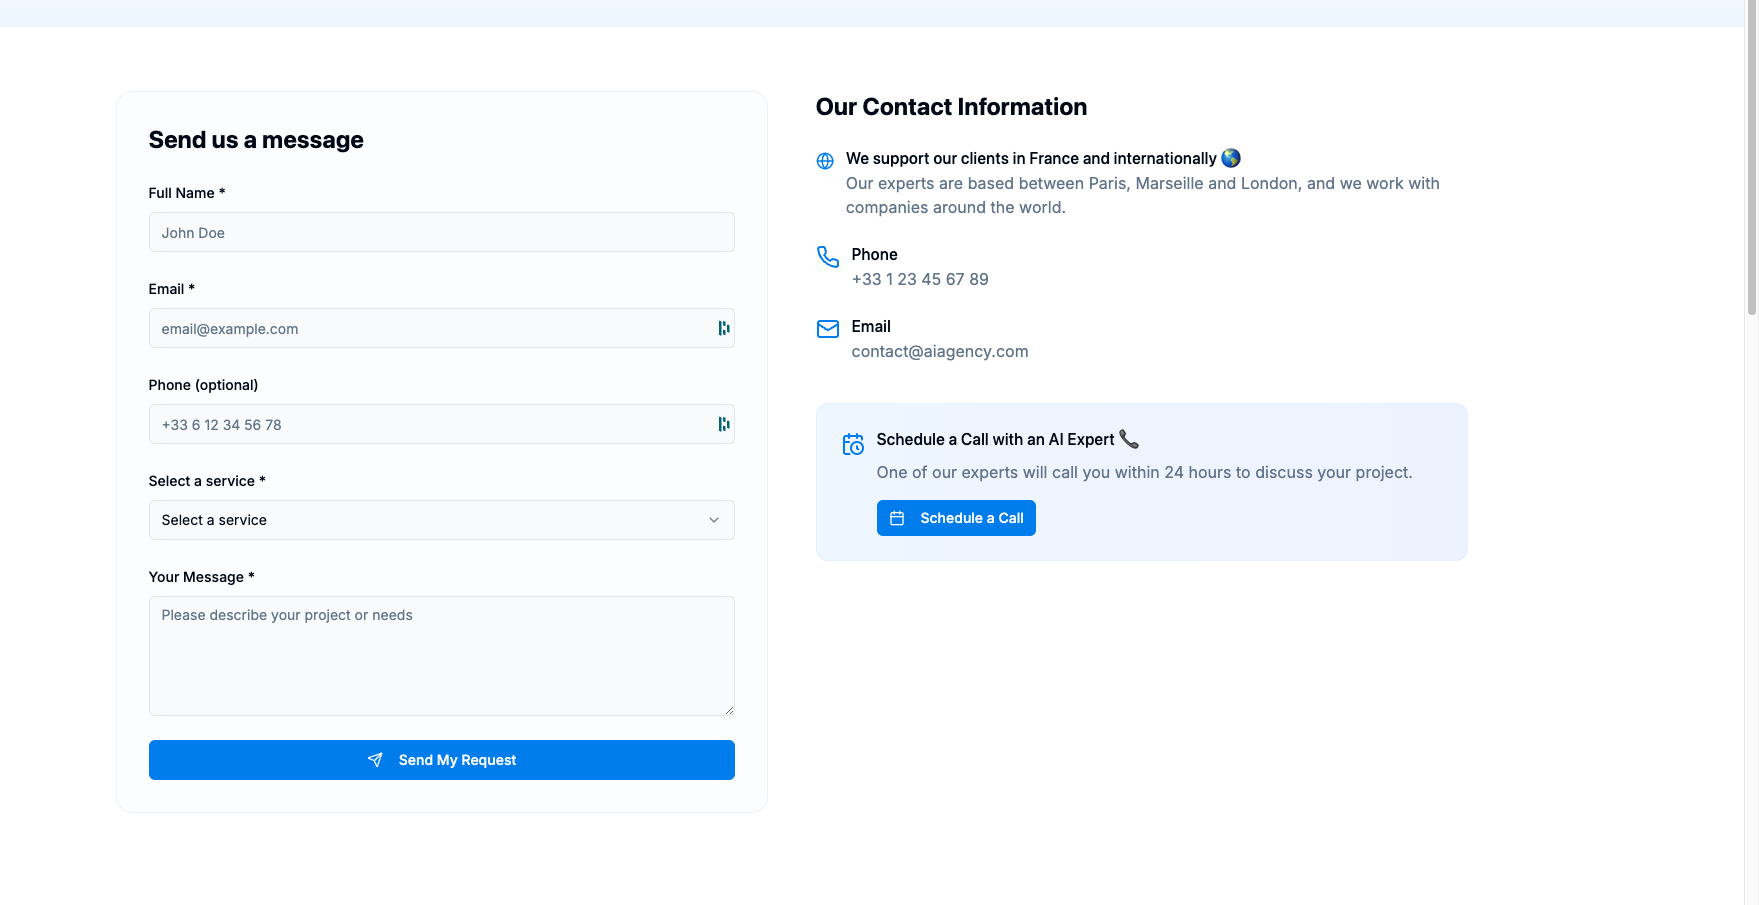 Send us a message
Full Name *
John Doe
Email *
email@example.com
Phone (optional)
+33 6 12 34 56 78
Select a service *
Select a service
Your Message *
Please describe your project or needs
Send My Request
Our Contact Information
We support our clients in France and internationally 🌎
Our experts are based between Paris, Marseille and London, and we work with
companies around the world.
Phone
+33 1 23 45 67 89
Email
contact@aiagency.com
Schedule a Call with an AI Expert 📞
One of our experts will call you within 24 hours to discuss your project.
Schedule a Call